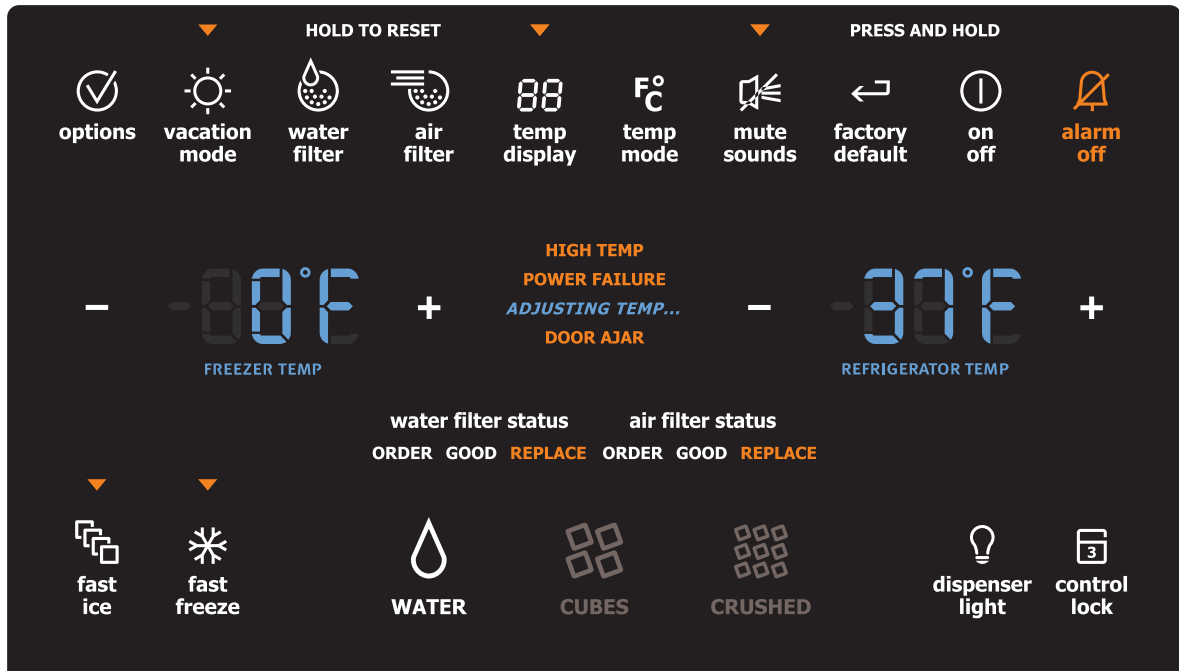 HOLD TO RESET PRESS AND HOLD
88 F°C
options vacation mode water filter air filter temp display temp mode mute sounds factory default on off alarm off
HIGH TEMP
POWER FAILURE
ADJUSTING TEMP...
DOOR AJAR
– 0°F +
FREEZER TEMP
– 37°F +
REFRIGERATOR TEMP
water filter status air filter status
ORDER GOOD REPLACE ORDER GOOD REPLACE
3
fast ice fast freeze WATER CUBES CRUSHED dispenser light control lock